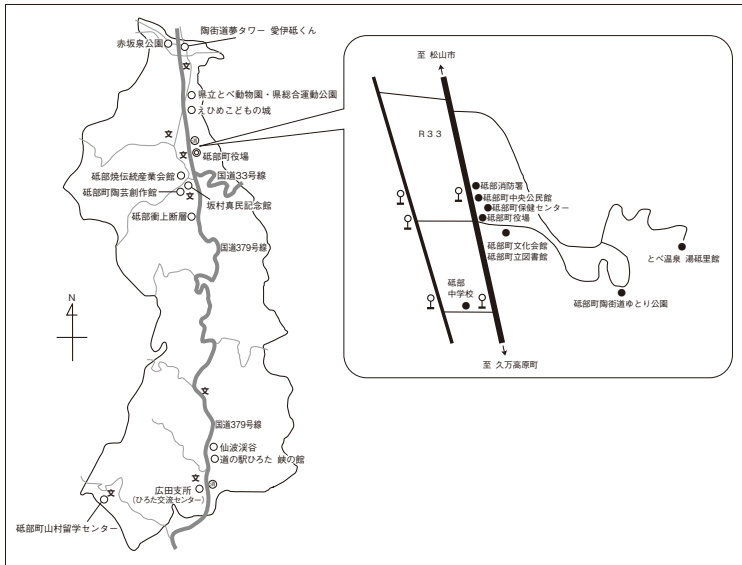 陶街道夢タワー 愛伊砥くん
赤坂泉公園
県立とべ動物園・県総合運動公園
えひめこどもの城
砥部町役場
砥部焼伝統産業会館
国道33号線
砥部町陶芸創作館
坂村真民記念館
砥部衝上断層
国道379号線
N
国道379号線
仙波渓谷
道の駅ひろた 峡の館
広田支所
(ひろた交流センター)
砥部町山村留学センター
至 松山市
R33
砥部消防署
砥部町中央公民館
砥部町保健センター
砥部町役場
砥部町文化会館
砥部町立図書館
とべ温泉 湯砥里館
砥部
中学校
砥部町陶街道ゆとり公園
至 久万高原町